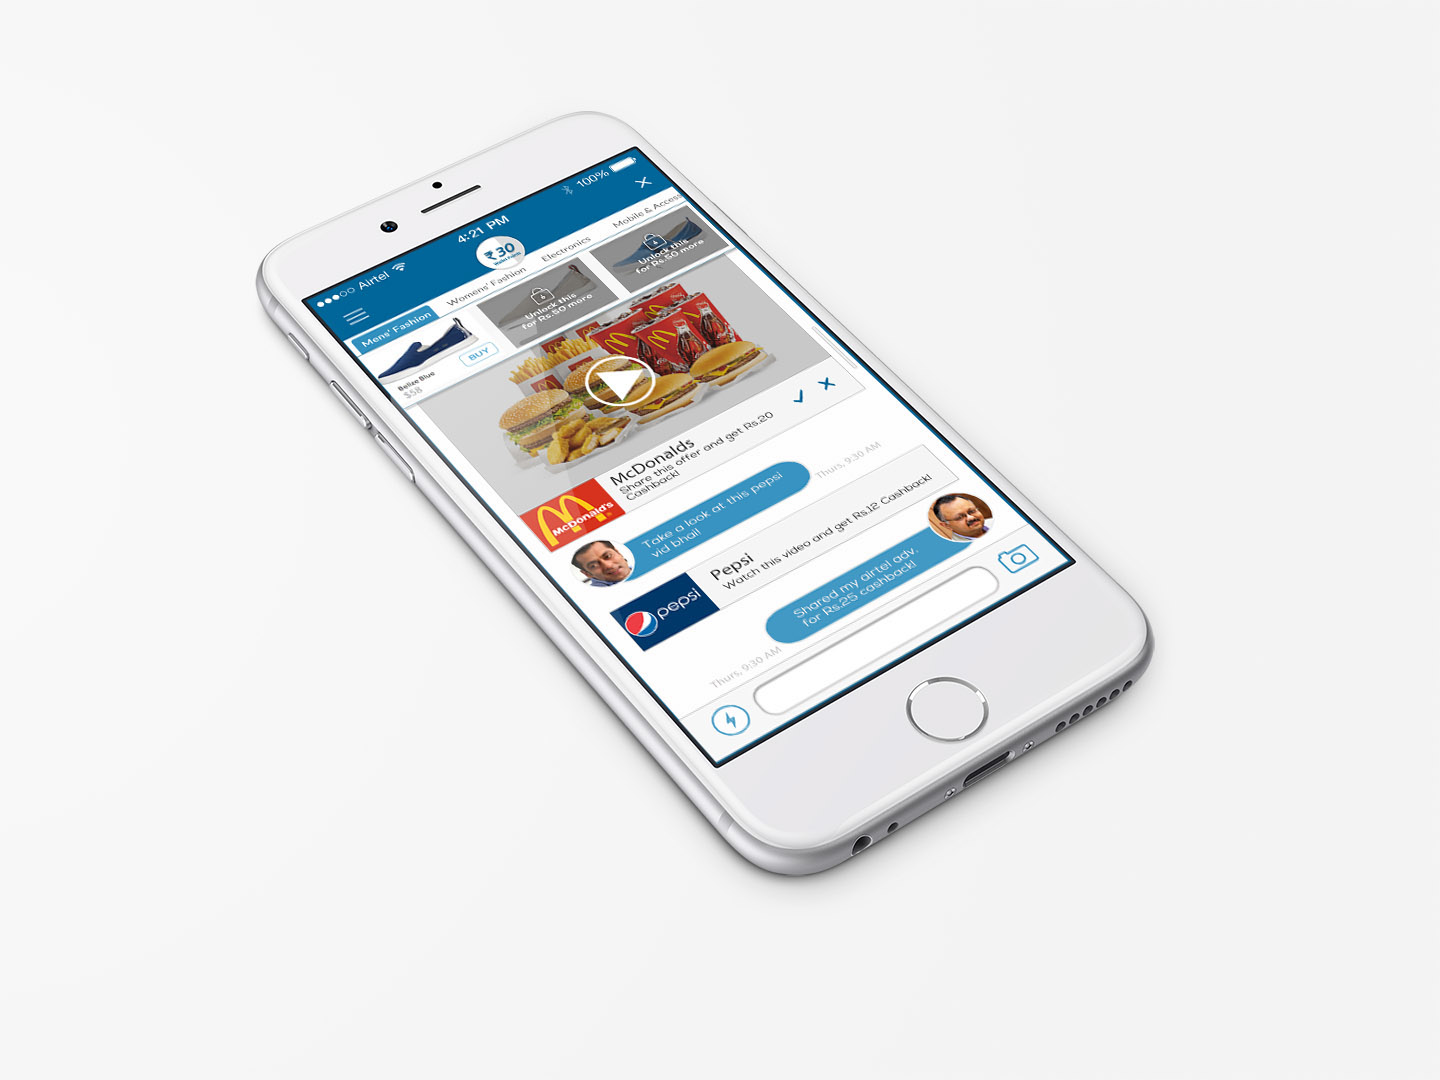 Airtel
4:21 PM
100%
₹ 30
Wallet Points
Mens' Fashion
Womens' Fashion
Electronics
Mobile & Access
Belize Blue
$58
BUY
Unlock this
for Rs.50 more
Unlock this
for Rs.50 more
McDonald's
McDonalds
Share this offer and get Rs.20
Cashback!
Thurs, 9:30 AM
Take a look at this pepsi
vid bhai!
pepsi
Pepsi
Watch this video and get Rs.12 Cashback!
Shared my airtel adv.
for Rs.25 cashback!
Thurs, 9:30 AM